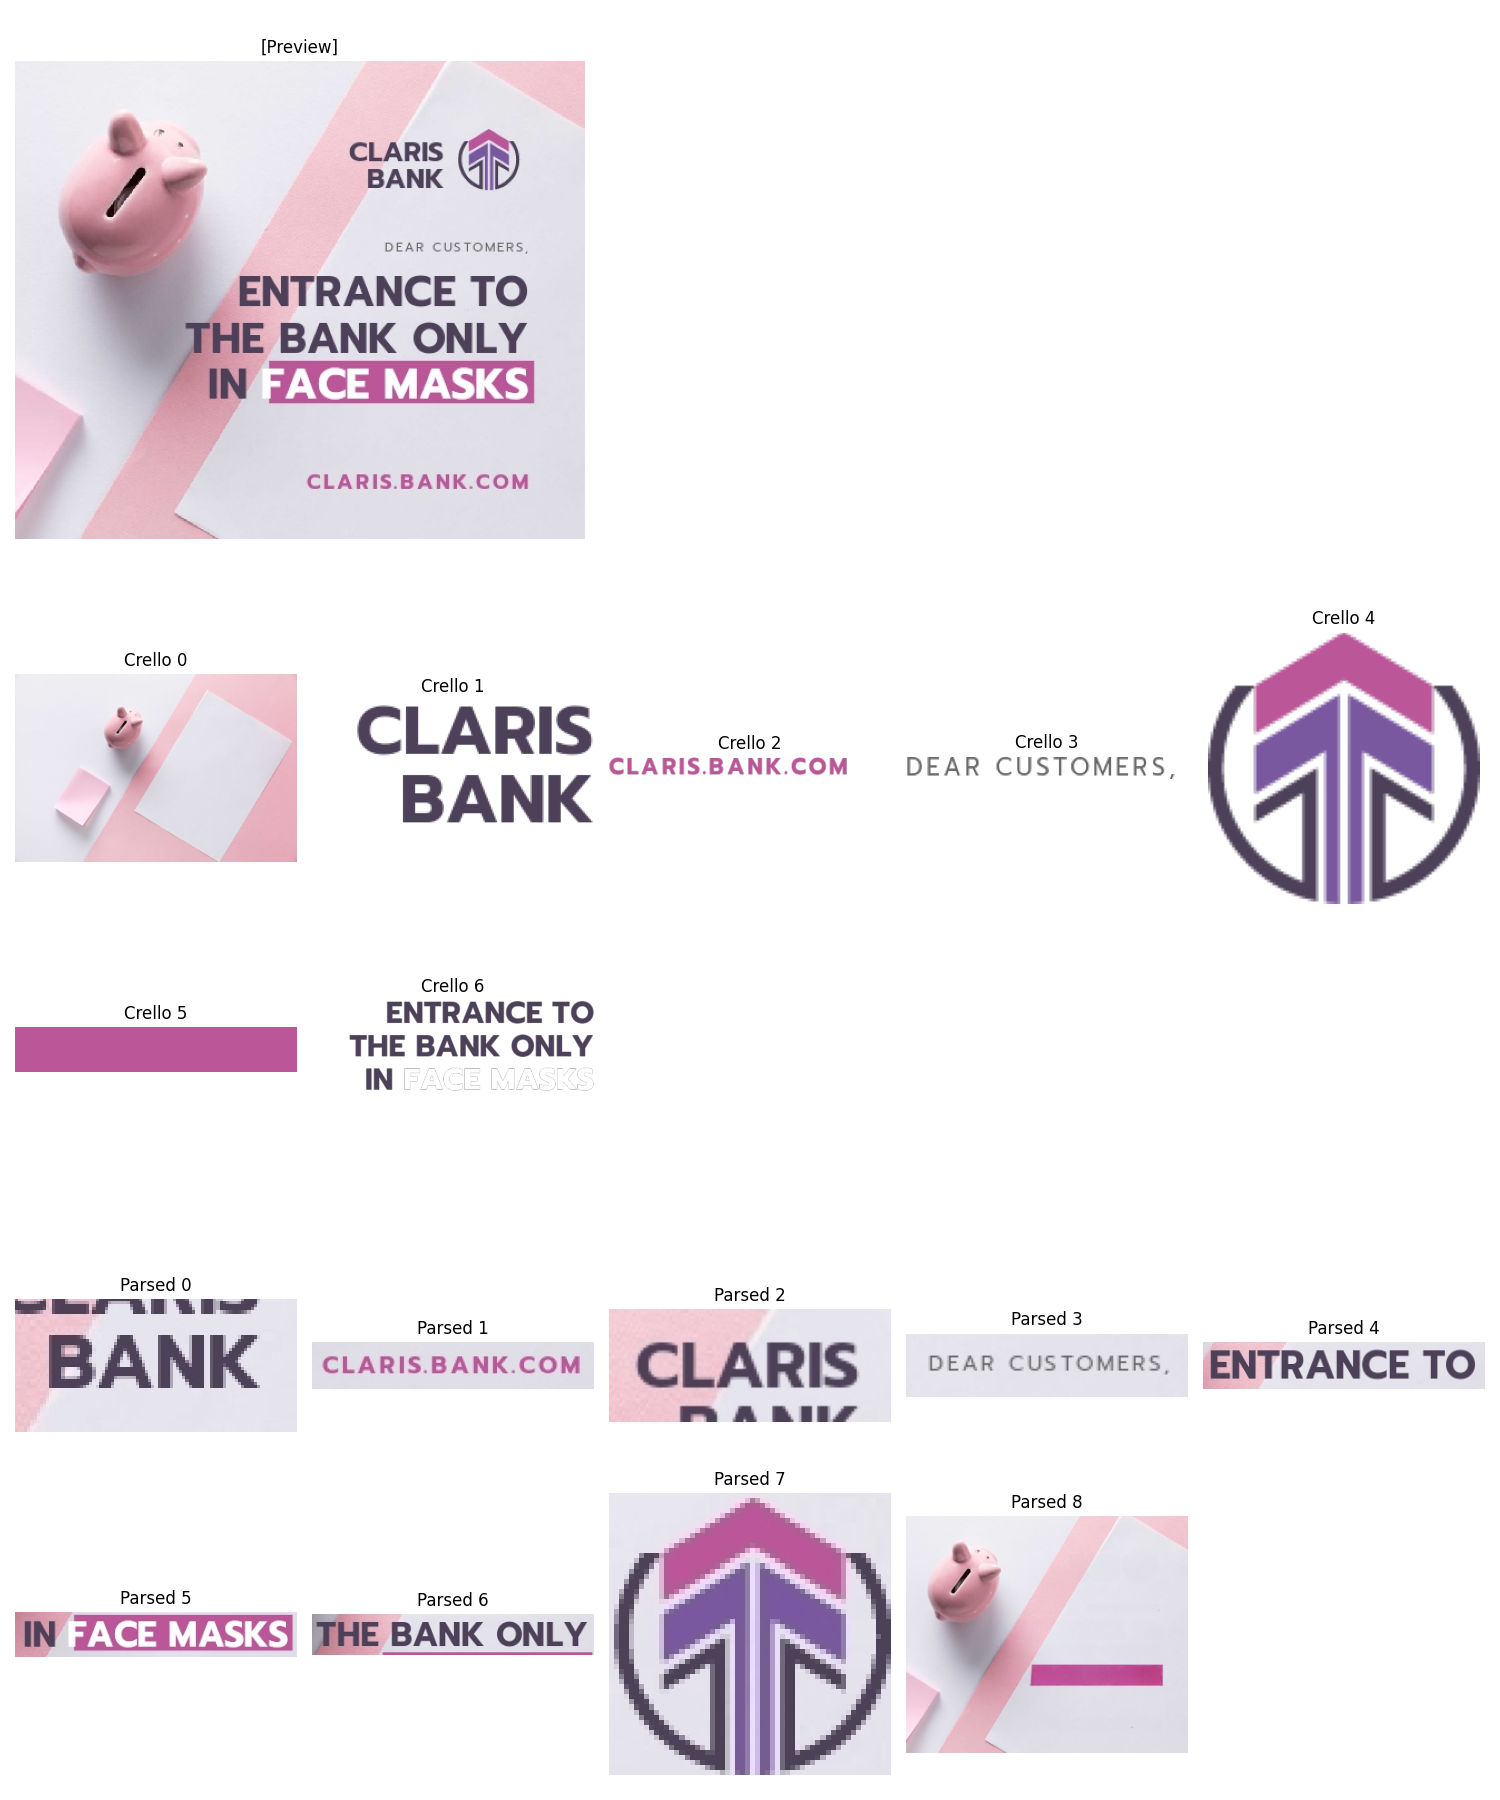 [Preview]
CLARIS
BANK
DEAR CUSTOMERS,
ENTRANCE TO
THE BANK ONLY
IN FACE MASKS
CLARIS.BANK.COM
Crello 0
Crello 1
CLARIS
BANK
Crello 2
CLARIS.BANK.COM
Crello 3
DEAR CUSTOMERS,
Crello 4
Crello 5
Crello 6
ENTRANCE TO
THE BANK ONLY
IN FACE MASKS
Parsed 0
CLARIS
BANK
Parsed 1
CLARIS.BANK.COM
Parsed 2
CLARIS
BANK
Parsed 3
DEAR CUSTOMERS,
Parsed 4
ENTRANCE TO
Parsed 5
IN FACE MASKS
Parsed 6
THE BANK ONLY
Parsed 7
Parsed 8